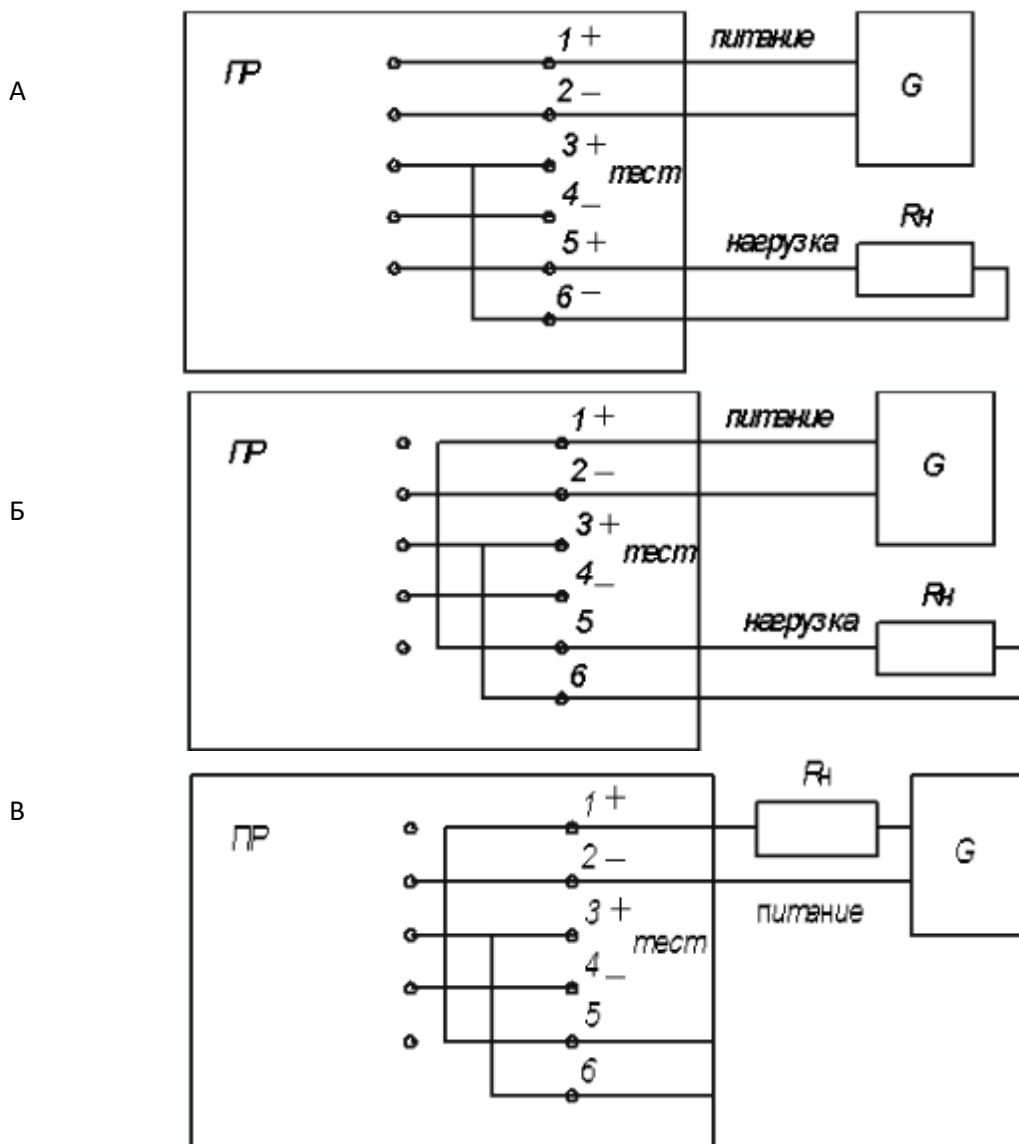 А
ПР
1 +
питание
G
2 –
3 +
тест
4 –
Rн
5 +
нагрузка
6 –
Б
ПР
1 +
питание
G
2 –
3 +
тест
4 –
Rн
5
нагрузка
6
В
ПР
1 +
Rн
G
2 –
питание
3 +
тест
4 –
5
6